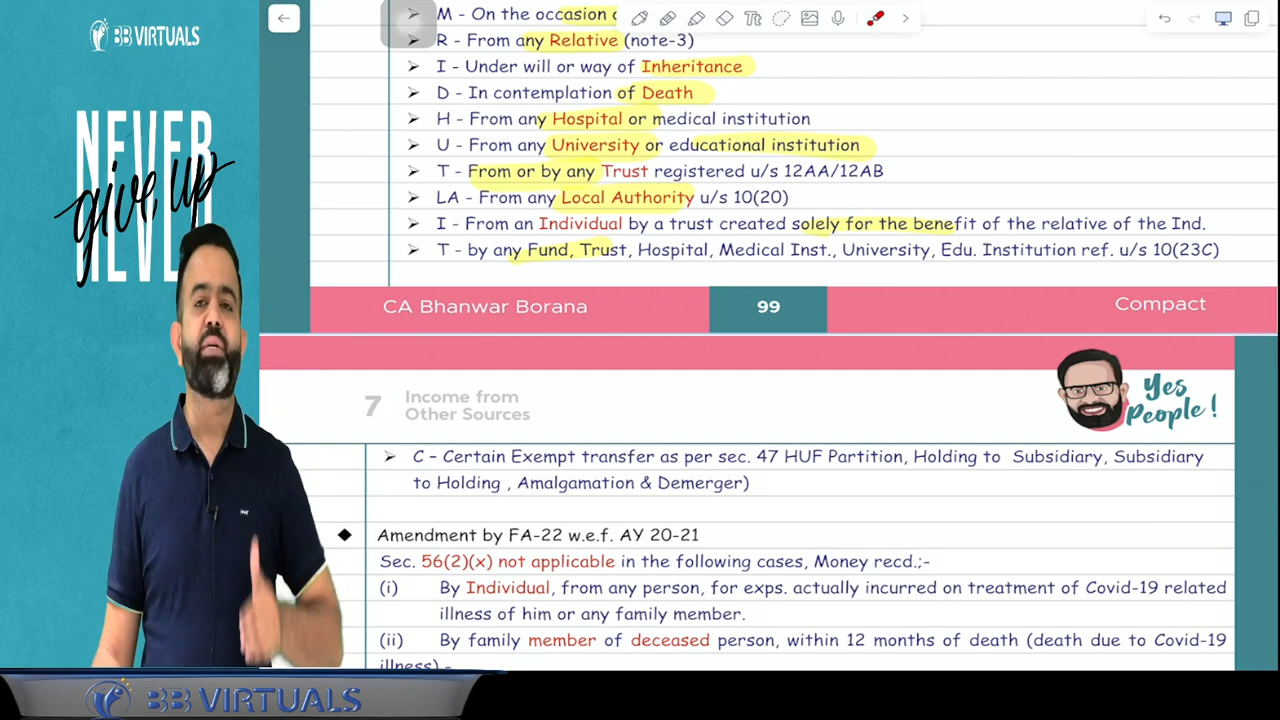 BB VIRTUALS
NEVER
give up
NEVE
M - On the occasion
R - From any Relative (note-3)
I - Under will or way of Inheritance
D - In contemplation of Death
H - From any Hospital or medical institution
U - From any University or educational institution
T - From or by any Trust registered u/s 12AA/12AB
LA - From any Local Authority u/s 10(20)
I - From an Individual by a trust created solely for the benefit of the relative of the Ind.
T - by any Fund, Trust, Hospital, Medical Inst., University, Edu. Institution ref. u/s 10(23C)
CA Bhanwar Borana 99 Compact
7 Income from
Other Sources
Yes
People!
C – Certain Exempt transfer as per sec. 47 HUF Partition, Holding to Subsidiary, Subsidiary
to Holding , Amalgamation & Demerger)
Amendment by FA-22 w.e.f. AY 20-21
Sec. 56(2)(x) not applicable in the following cases, Money recd.;-
(i) By Individual, from any person, for exps. actually incurred on treatment of Covid-19 related
illness of him or any family member.
(ii) By family member of deceased person, within 12 months of death (death due to Covid-19
illness) -
BB VIRTUALS